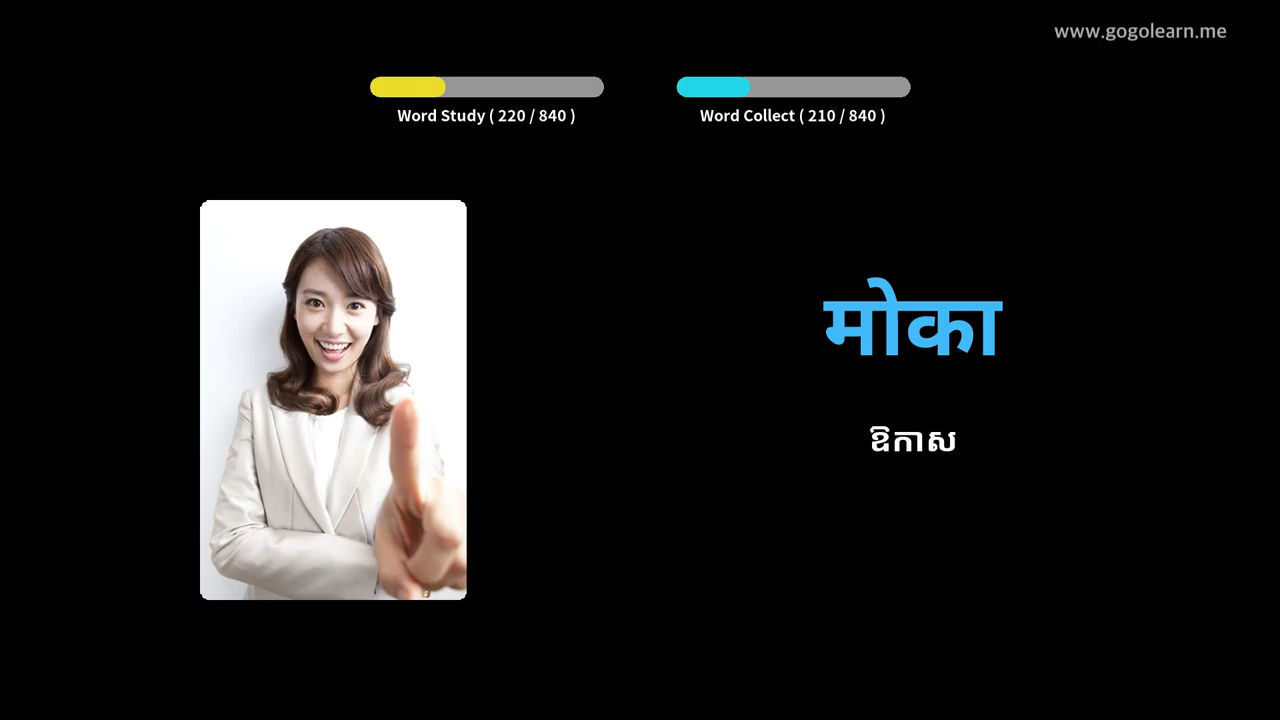 www.gogolearn.me
Word Study ( 220 / 840 )
Word Collect ( 210 / 840 )
मोका
ឱកាស